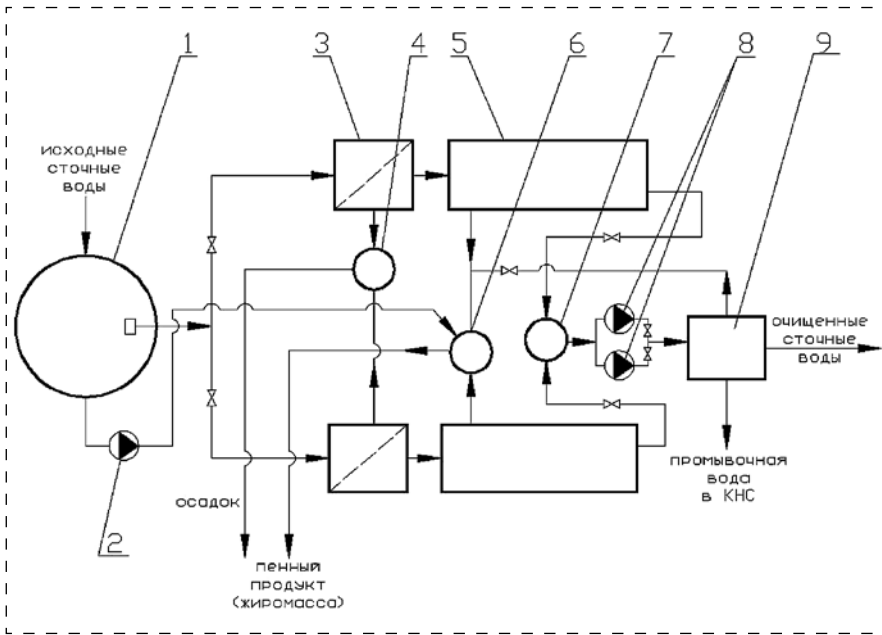 1
3
4
5
6
7
8
9
исходные
сточные
воды
очищенные
сточные
воды
2
осадок
промывочная
вода
в КНС
пенный
продукт
(жиромасса)